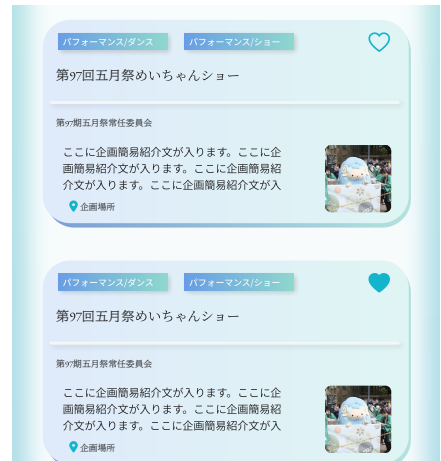 パフォーマンス/ダンス パフォーマンス/ショー
第97回五月祭めいちゃんショー
第97期五月祭常任委員会
ここに企画簡易紹介文が入ります。ここに企
画簡易紹介文が入ります。ここに企画簡易紹
介文が入ります。ここに企画簡易紹介文が入
企画場所
パフォーマンス/ダンス パフォーマンス/ショー
第97回五月祭めいちゃんショー
第97期五月祭常任委員会
ここに企画簡易紹介文が入ります。ここに企
画簡易紹介文が入ります。ここに企画簡易紹
介文が入ります。ここに企画簡易紹介文が入
企画場所